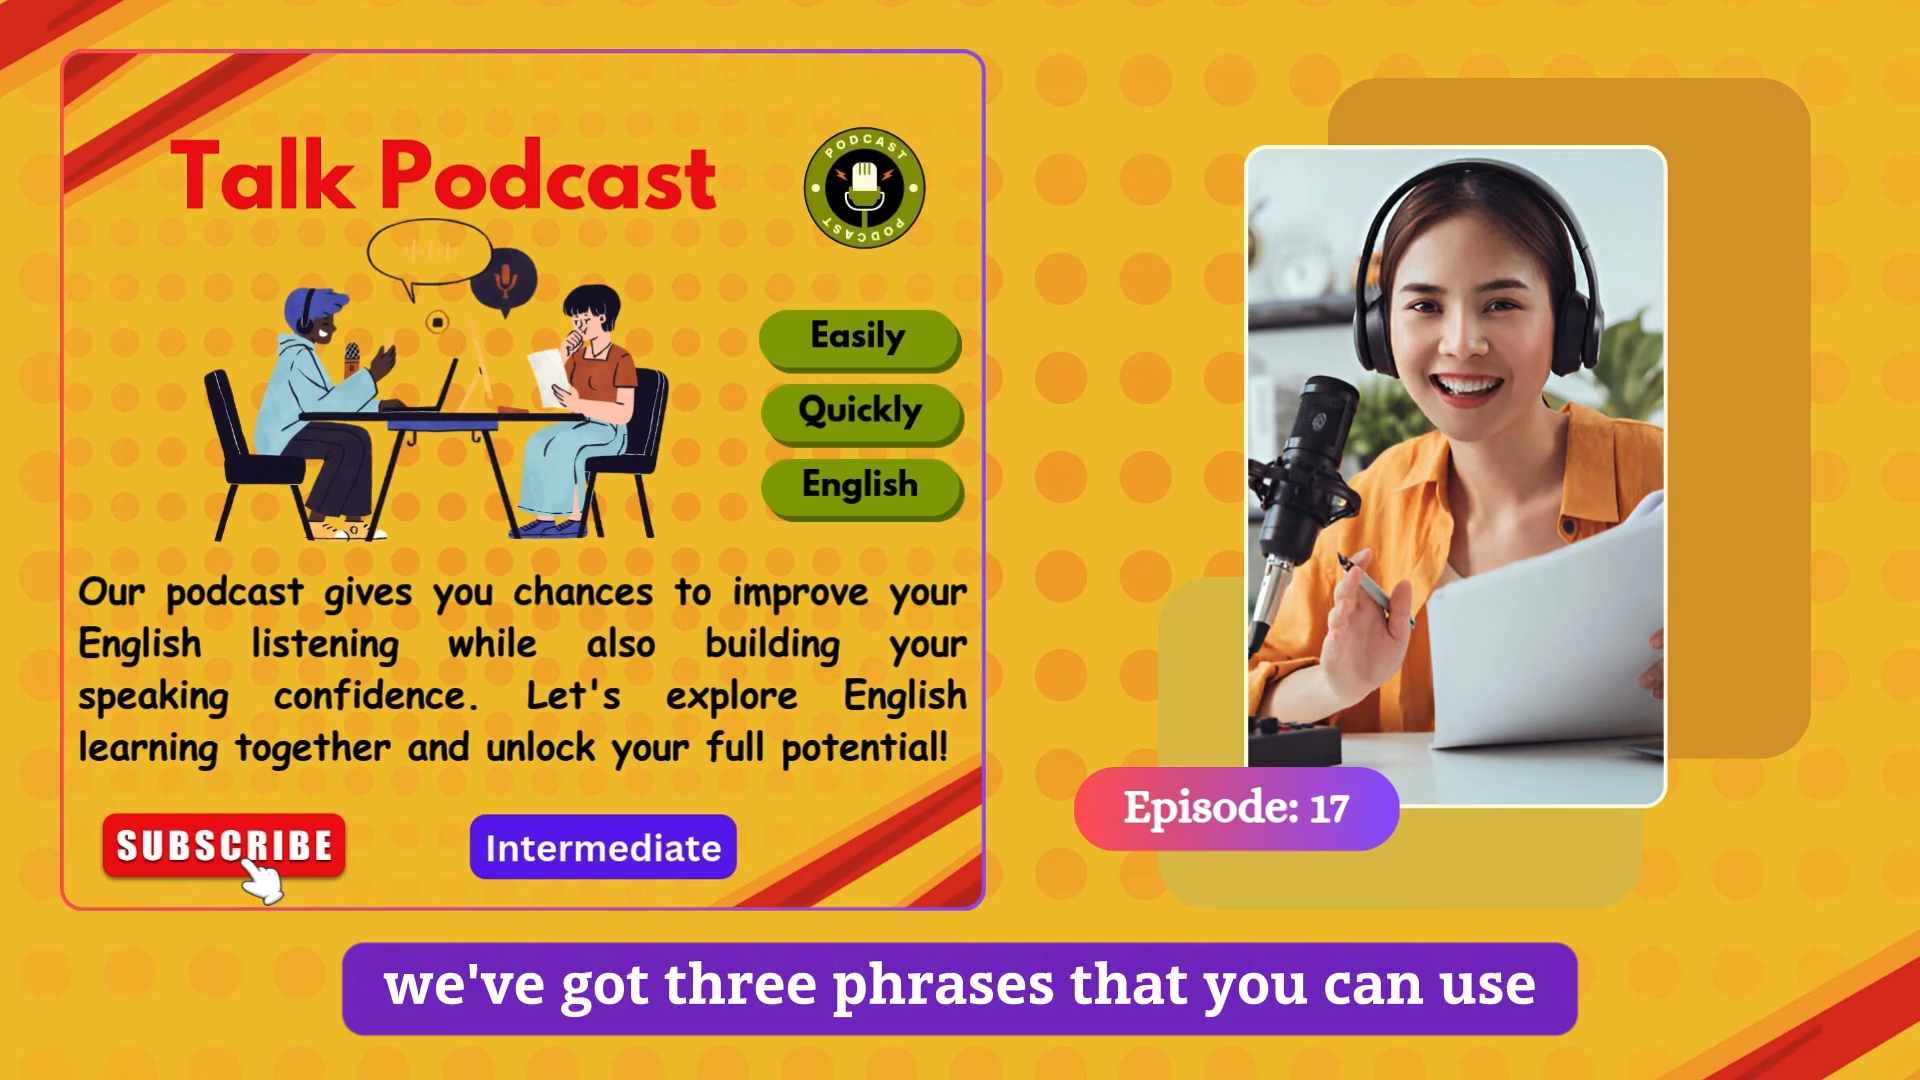 Talk Podcast
PODCAST
PODCAST
Easily
Quickly
English
Our podcast gives you chances to improve your
English listening while also building your
speaking confidence. Let's explore English
learning together and unlock your full potential!
SUBSCRIBE
Intermediate
Episode: 17
we've got three phrases that you can use